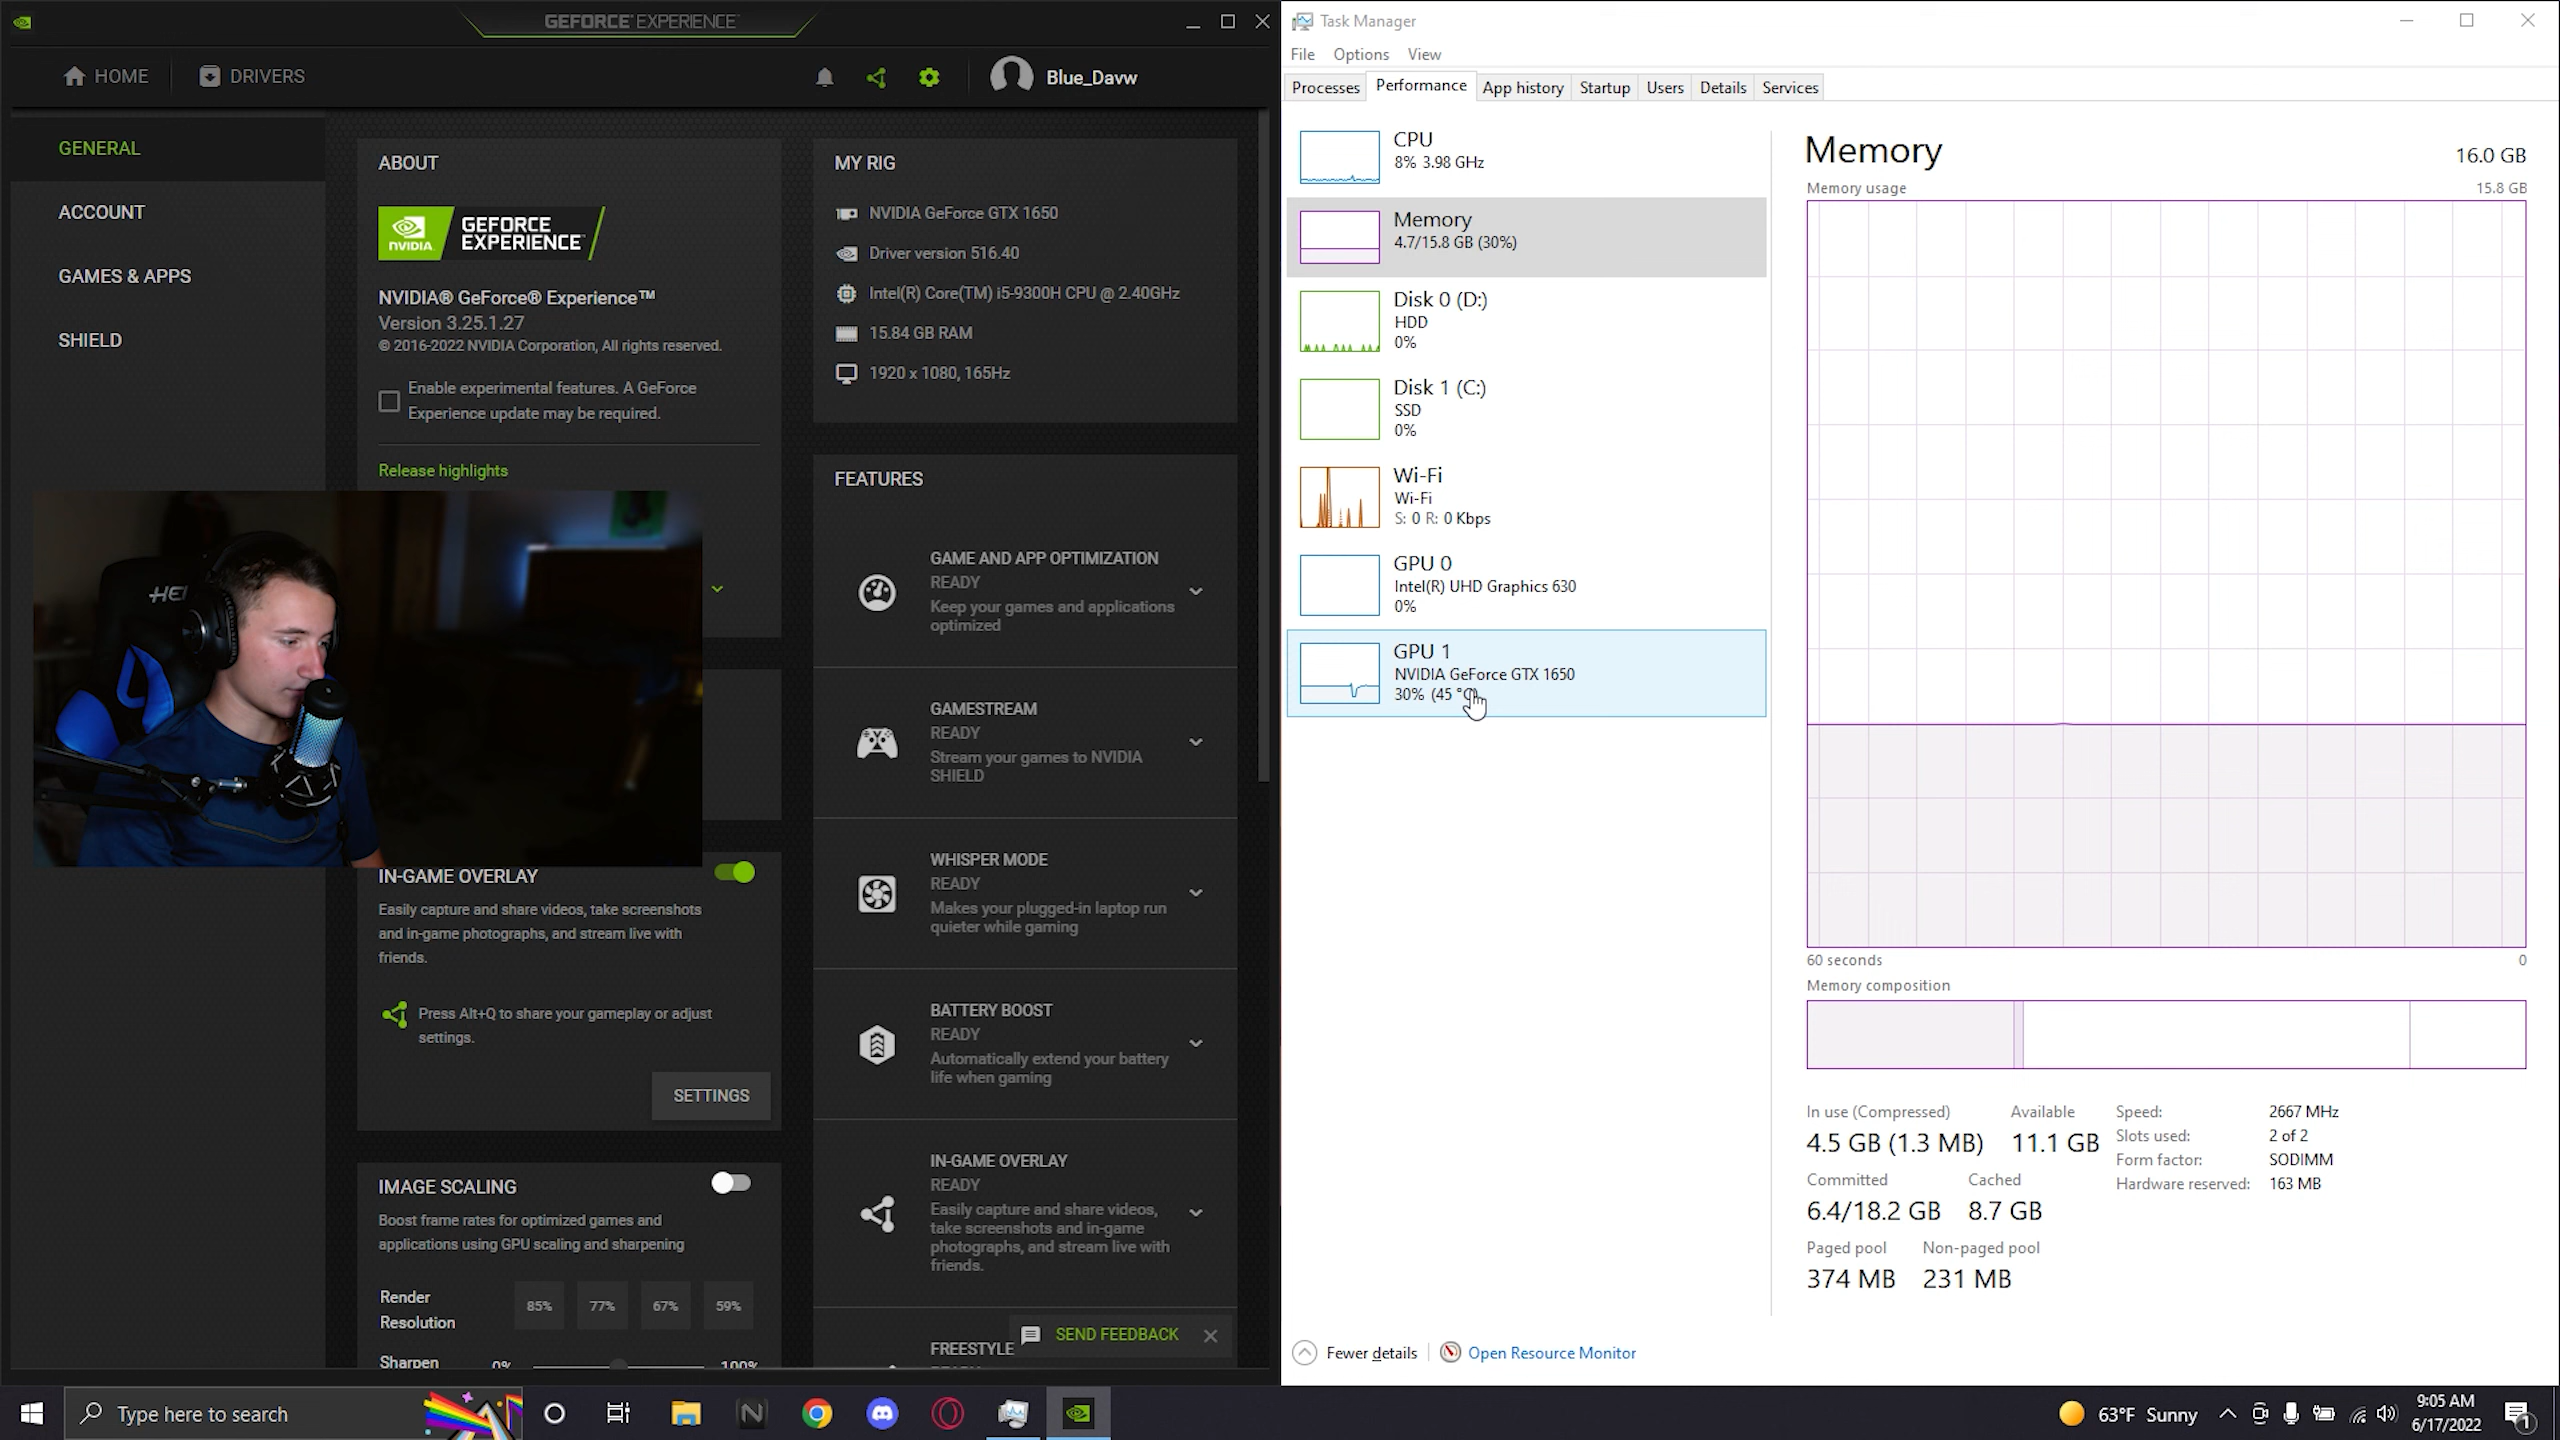 GEFORCE® EXPERIENCE™
HOME
DRIVERS
Blue_Davw
GENERAL
ACCOUNT
GAMES & APPS
SHIELD
ABOUT
NVIDIA
GEFORCE
EXPERIENCE™
NVIDIA® GeForce® Experience™
Version 3.25.1.27
© 2016-2022 NVIDIA Corporation, All rights reserved.
Enable experimental features. A GeForce
Experience update may be required.
Release highlights
IN-GAME OVERLAY
Easily capture and share videos, take screenshots
and in-game photographs, and stream live with
friends.
Press Alt+Q to share your gameplay or adjust
settings.
SETTINGS
IMAGE SCALING
Boost frame rates for optimized games and
applications using GPU scaling and sharpening
Render
Resolution
85%
77%
67%
59%
Sharpen
0%
100%
MY RIG
NVIDIA GeForce GTX 1650
Driver version 516.40
Intel(R) Core(TM) i5-9300H CPU @ 2.40GHz
15.84 GB RAM
1920 x 1080, 165Hz
FEATURES
GAME AND APP OPTIMIZATION
READY
Keep your games and applications
optimized
GAMESTREAM
READY
Stream your games to NVIDIA
SHIELD
WHISPER MODE
READY
Makes your plugged-in laptop run
quieter while gaming
BATTERY BOOST
READY
Automatically extend your battery
life when gaming
IN-GAME OVERLAY
READY
Easily capture and share videos,
take screenshots and in-game
photographs, and stream live with
friends.
FREESTYLE
SEND FEEDBACK
Task Manager
File
Options
View
Processes
Performance
App history
Startup
Users
Details
Services
CPU
8% 3.98 GHz
Memory
4.7/15.8 GB (30%)
Disk 0 (D:)
HDD
0%
Disk 1 (C:)
SSD
0%
Wi-Fi
Wi-Fi
S: 0 R: 0 Kbps
GPU 0
Intel(R) UHD Graphics 630
0%
GPU 1
NVIDIA GeForce GTX 1650
30% (45 °C)
Memory
16.0 GB
Memory usage
15.8 GB
60 seconds
0
Memory composition
In use (Compressed)
4.5 GB (1.3 MB)
Available
11.1 GB
Committed
6.4/18.2 GB
Cached
8.7 GB
Paged pool
374 MB
Non-paged pool
231 MB
Speed: 2667 MHz
Slots used: 2 of 2
Form factor: SODIMM
Hardware reserved: 163 MB
Fewer details
Open Resource Monitor
Type here to search
63°F Sunny
9:05 AM
6/17/2022
1